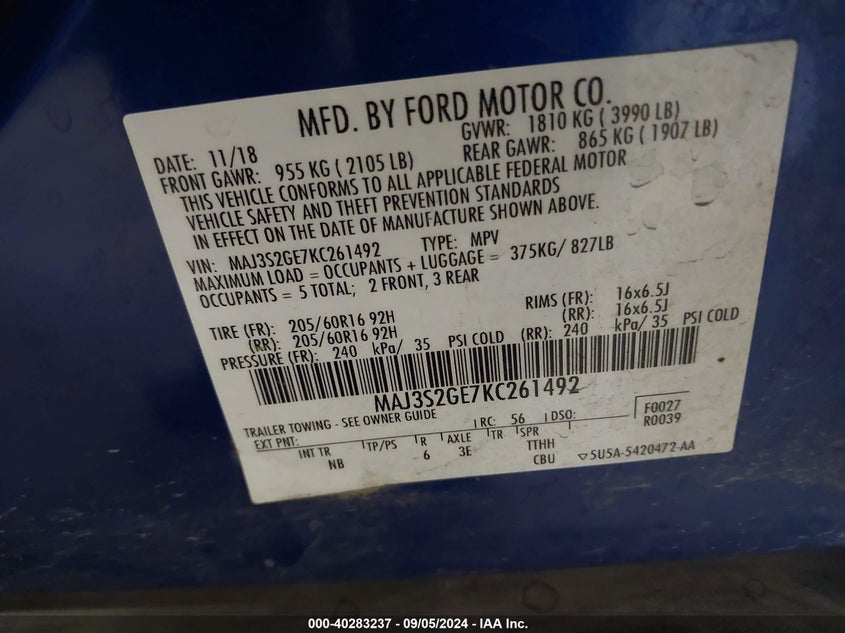 MFD. BY FORD MOTOR CO.
DATE: 11/18 GVWR: 1810 KG ( 3990 LB)
FRONT GAWR: 955 KG ( 2105 LB) REAR GAWR: 865 KG ( 1907 LB)
THIS VEHICLE CONFORMS TO ALL APPLICABLE FEDERAL MOTOR
VEHICLE SAFETY AND THEFT PREVENTION STANDARDS
IN EFFECT ON THE DATE OF MANUFACTURE SHOWN ABOVE.
VIN: MAJ3S2GE7KC261492 TYPE: MPV
MAXIMUM LOAD = OCCUPANTS + LUGGAGE = 375KG/ 827LB
OCCUPANTS = 5 TOTAL; 2 FRONT, 3 REAR
TIRE (FR): 205/60R16 92H RIMS (FR): 16x6.5J
(RR): 205/60R16 92H (RR): 16x6.5J
PRESSURE (FR): 240 kPa/ 35 PSI COLD (RR): 240 kPa/ 35 PSI COLD
MAJ3S2GE7KC261492
TRAILER TOWING - SEE OWNER GUIDE RC: 56 DSO: F0027
R0039
EXT PNT: INT TR TP/PS R AXLE TR SPR
NB 6 3E TTHH
CBU ▽5U5A-5420472-AA
000-40283237 - 09/05/2024 - IAA Inc.